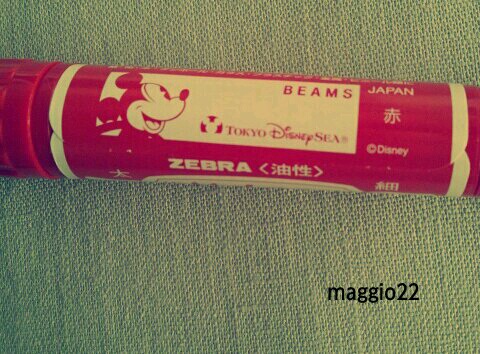 BEAMS
JAPAN
赤
TOKYO DisneySEA®
©Disney
ZEBRA〈油性〉
太
細
maggio22